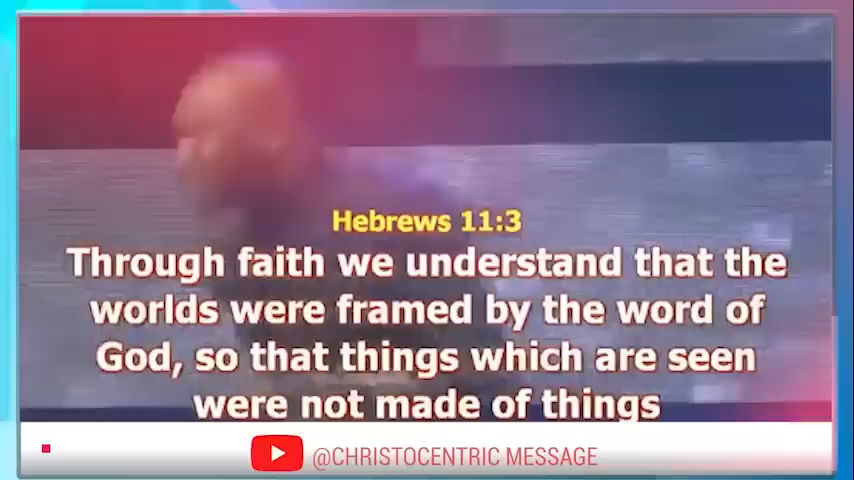 Hebrews 11:3
Through faith we understand that the
worlds were framed by the word of
God, so that things which are seen
were not made of things
@CHRISTOCENTRIC MESSAGE